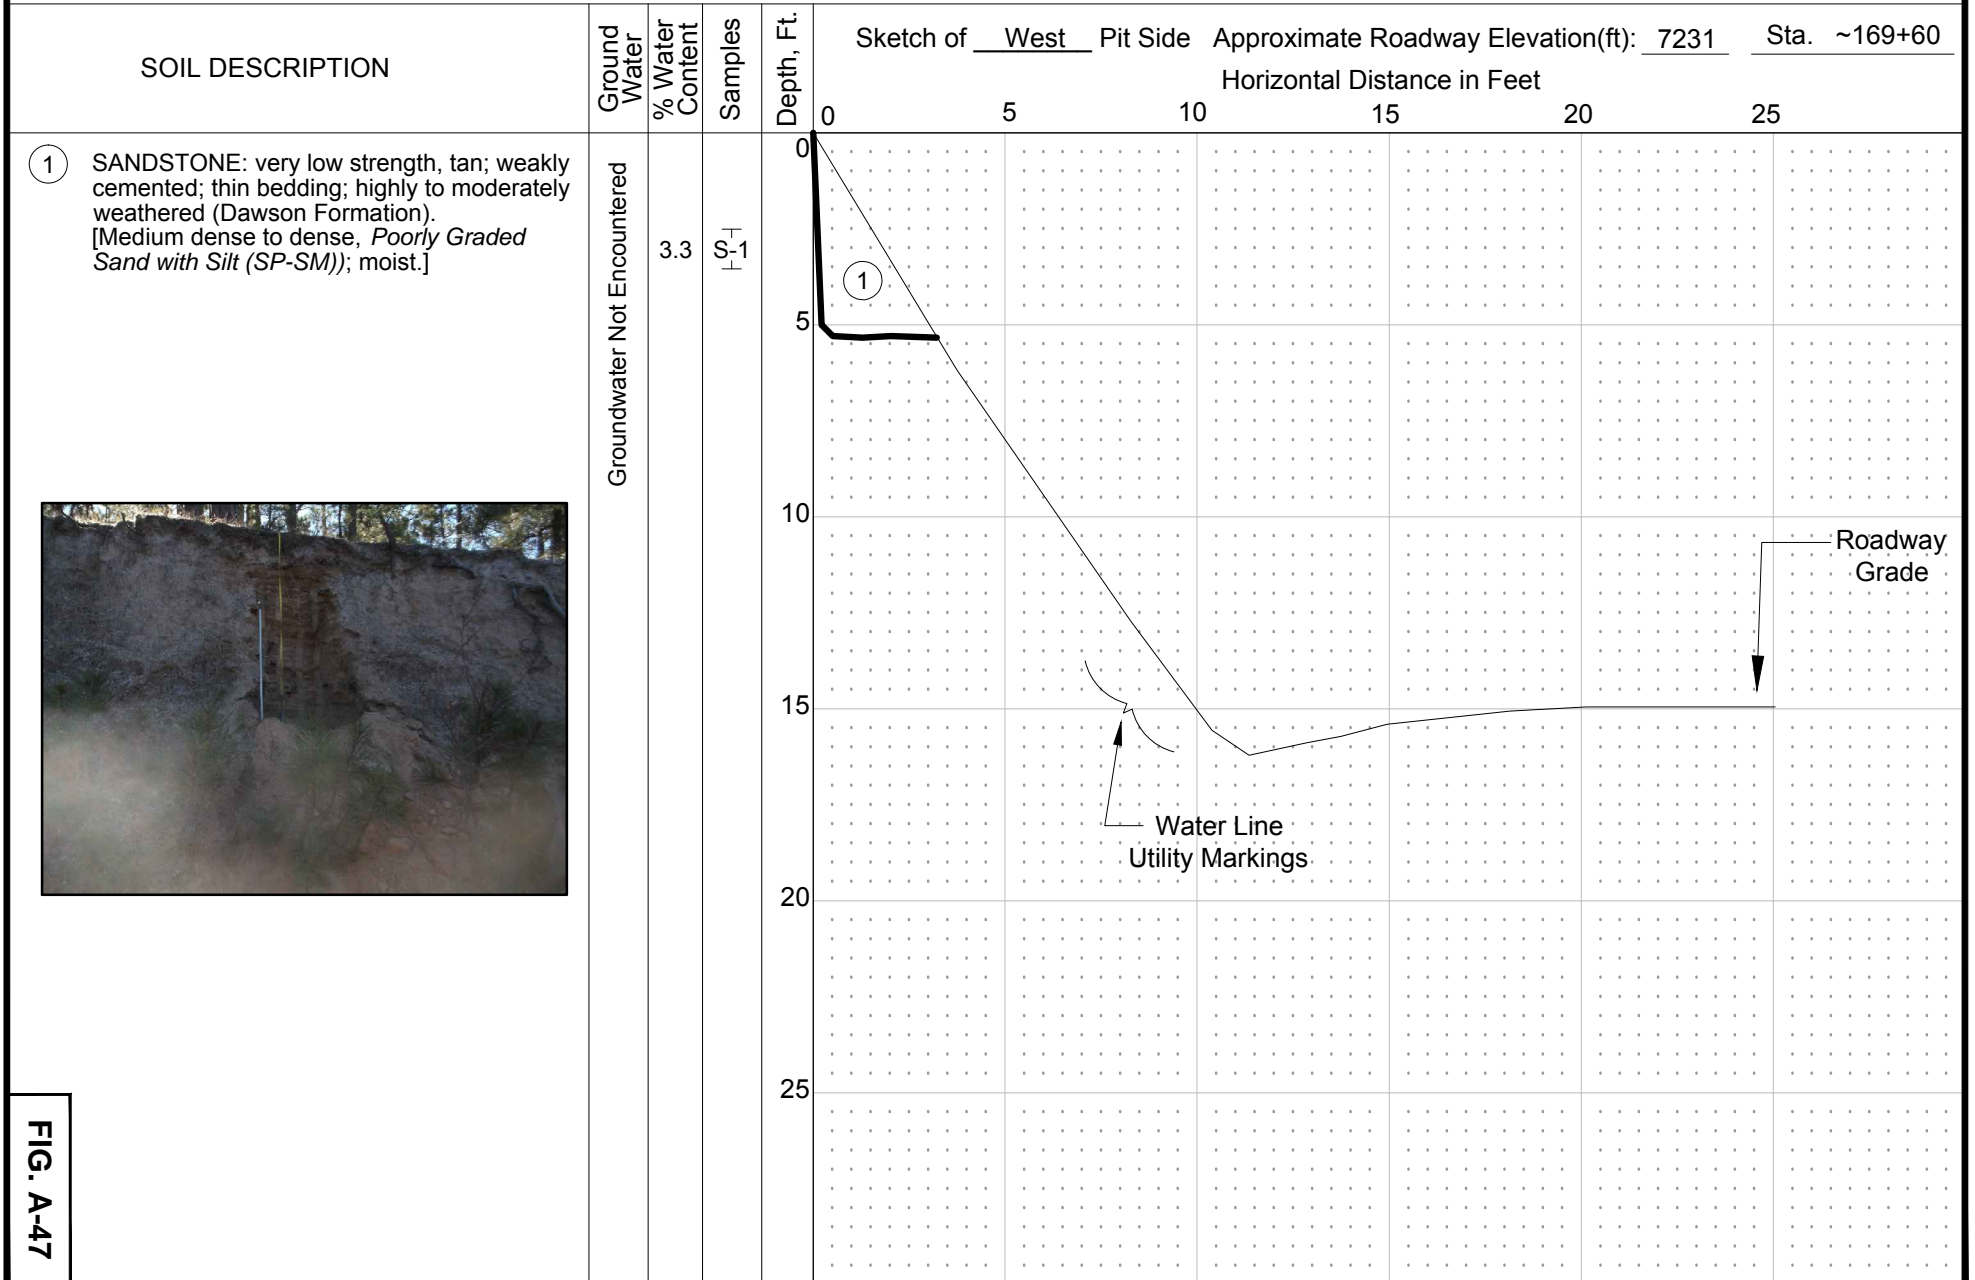 SOIL DESCRIPTION
Ground
Water
% Water
Content
Samples
Depth, Ft.
Sketch of West Pit Side Approximate Roadway Elevation(ft): 7231 Sta. ~169+60
Horizontal Distance in Feet
0 5 10 15 20 25
1 SANDSTONE: very low strength, tan; weakly
cemented; thin bedding; highly to moderately
weathered (Dawson Formation).
[Medium dense to dense, Poorly Graded
Sand with Silt (SP-SM)); moist.]
Groundwater Not Encountered
3.3
S-1
0
5
10
15
20
25
1
Roadway
Grade
Water Line
Utility Markings
FIG. A-47